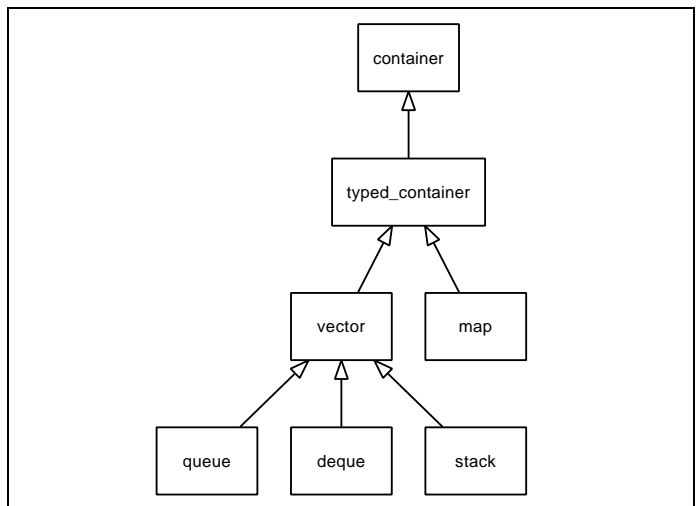 container
typed_container
vector
map
queue
deque
stack